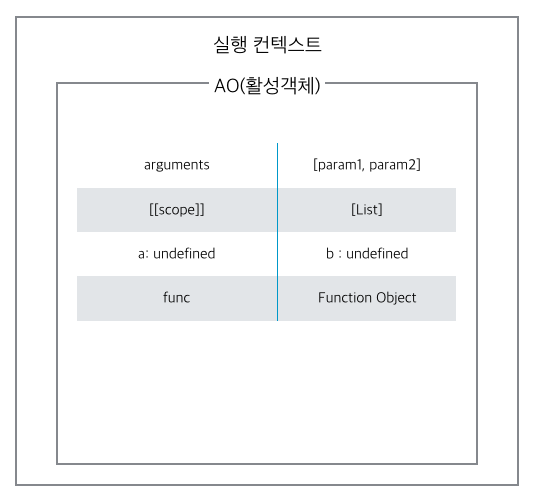 실행 컨텍스트
AO(활성객체)
arguments [param1, param2]
[[scope]] [List]
a: undefined b : undefined
func Function Object